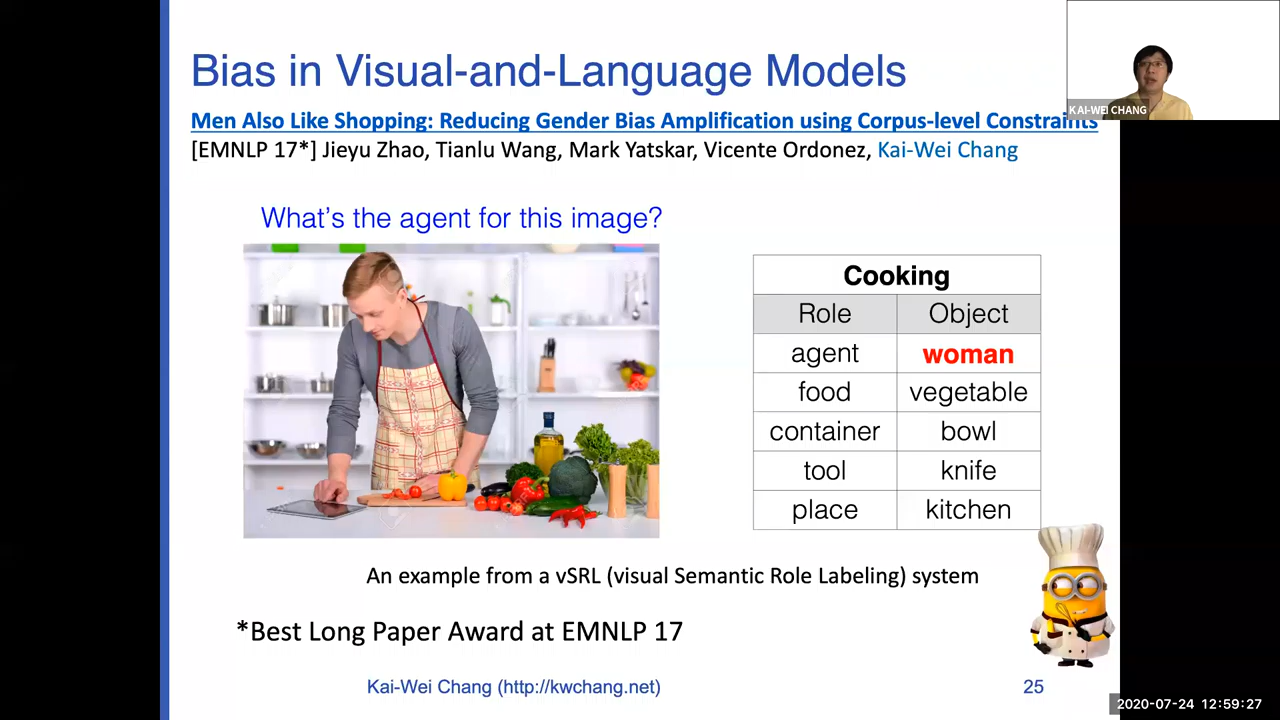 Bias in Visual-and-Language Models
KAI-WEI CHANG
Men Also Like Shopping: Reducing Gender Bias Amplification using Corpus-level Constraints
[EMNLP 17*] Jieyu Zhao, Tianlu Wang, Mark Yatskar, Vicente Ordonez, Kai-Wei Chang
What's the agent for this image?
Cooking
Role Object
agent woman
food vegetable
container bowl
tool knife
place kitchen
An example from a vSRL (visual Semantic Role Labeling) system
*Best Long Paper Award at EMNLP 17
Kai-Wei Chang (http://kwchang.net)
25
2020-07-24 12:59:27